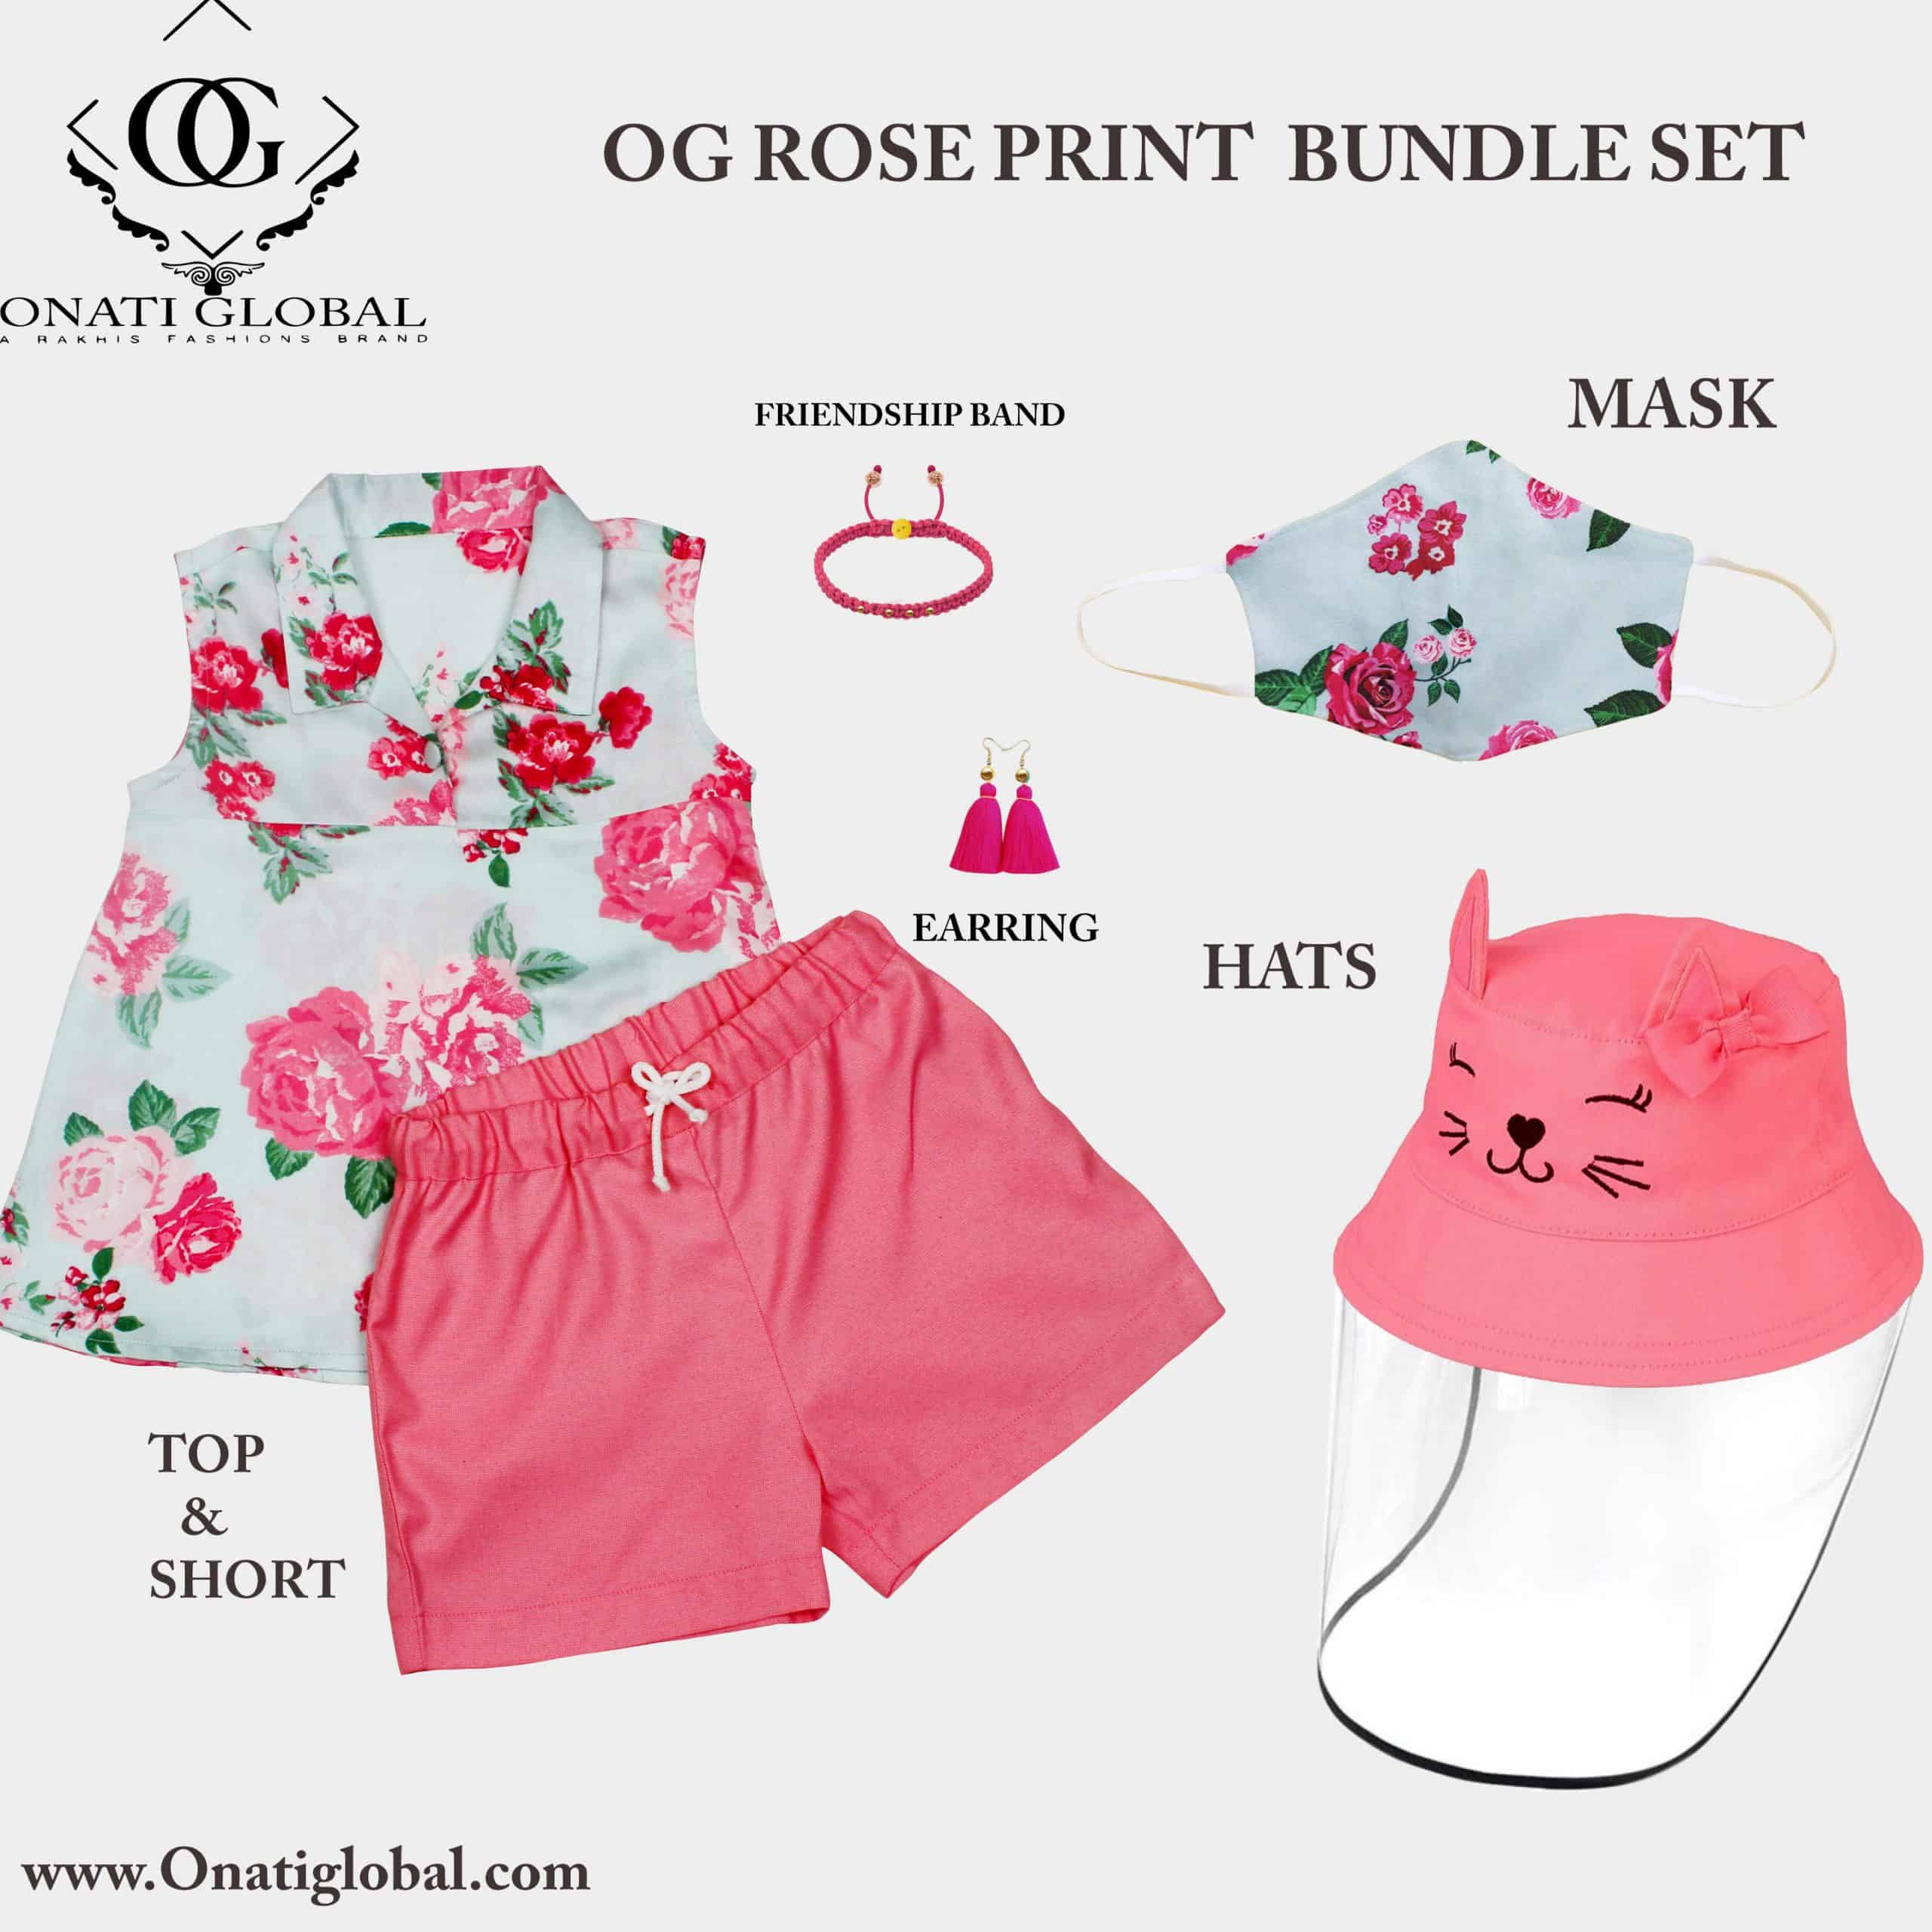 OG
ONATI GLOBAL
A RAKHIS FASHIONS BRAND
OG ROSE PRINT BUNDLE SET
FRIENDSHIP BAND
MASK
EARRING
HATS
TOP
&
SHORT
www.Onatiglobal.com